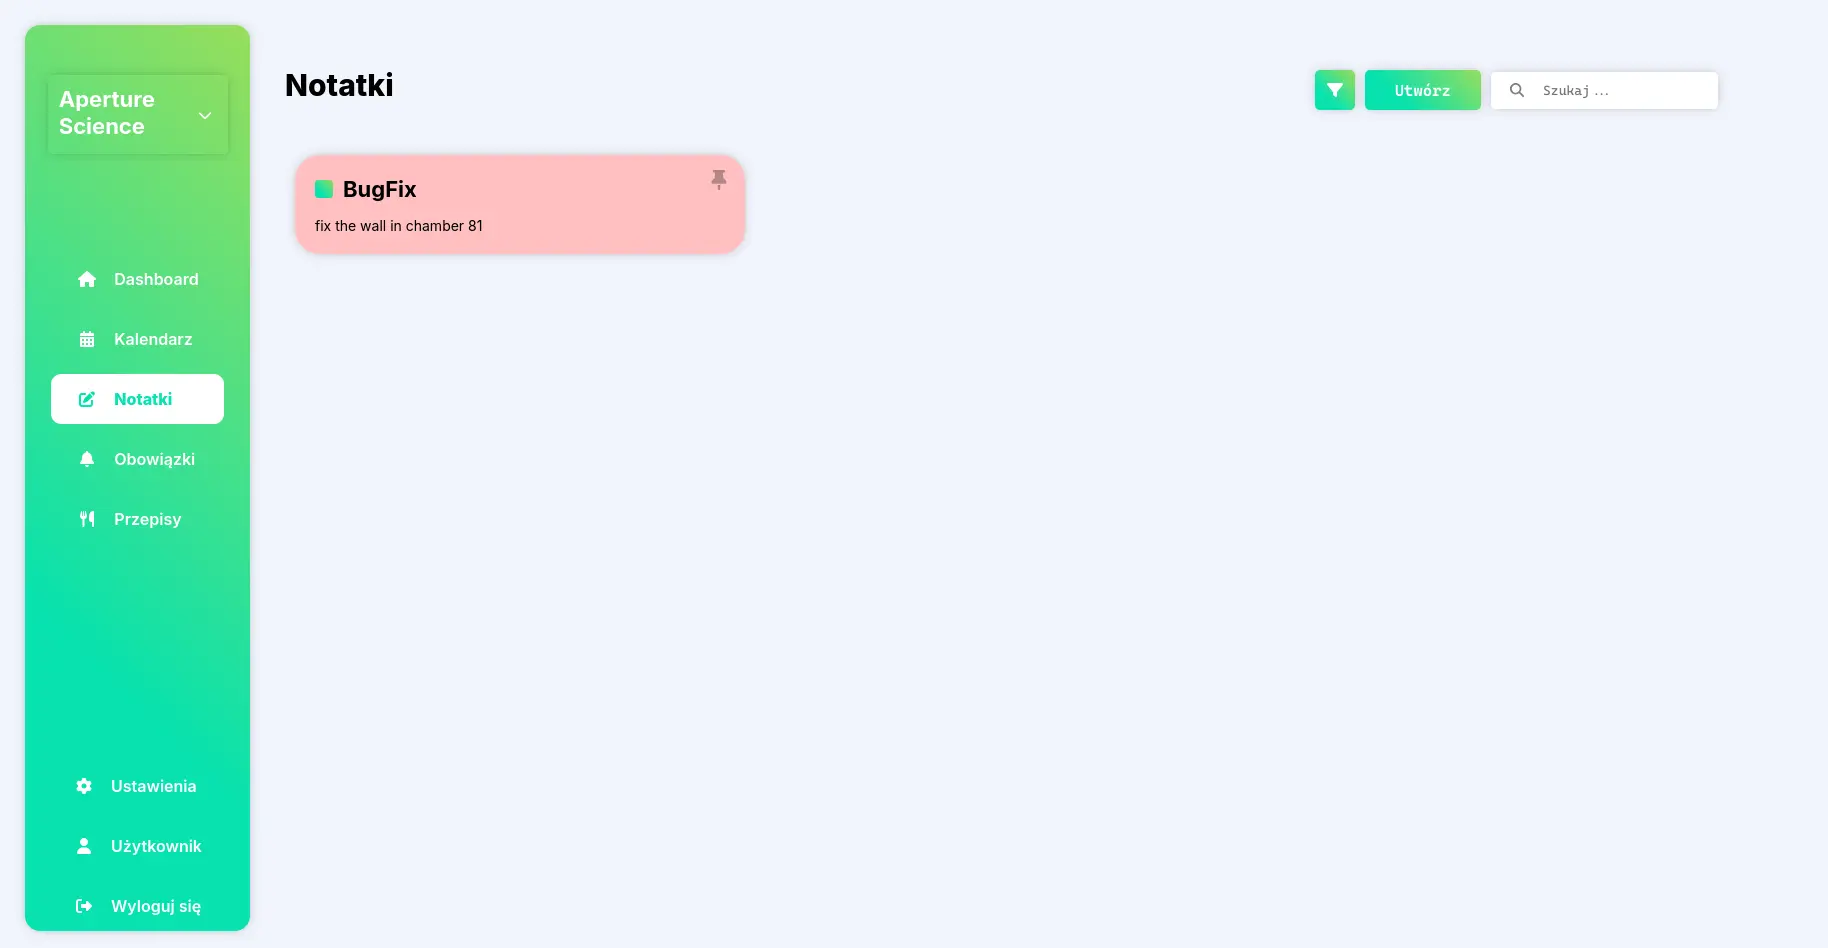 Aperture
Science
Dashboard
Kalendarz
Notatki
Obowiązki
Przepisy
Ustawienia
Użytkownik
Wyloguj się
Notatki
Utwórz
Szukaj ...
BugFix
fix the wall in chamber 81